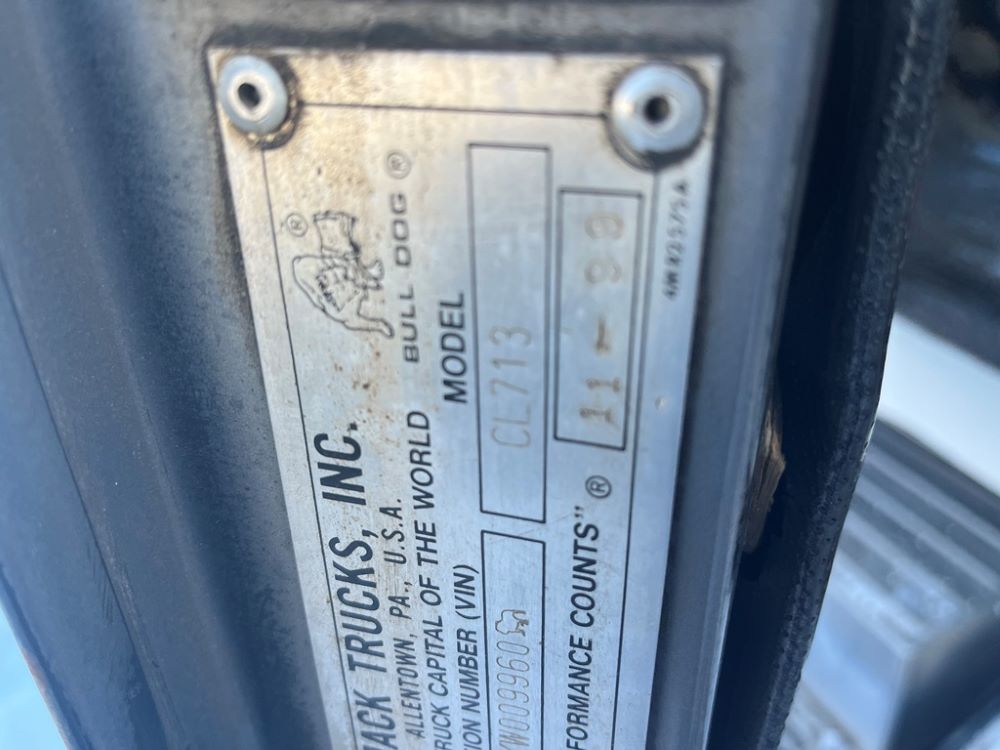 ®
BULL DOG ®
MACK TRUCKS, INC.
ALLENTOWN, PA., U.S.A.
TRUCK CAPITAL OF THE WORLD
ION NUMBER (VIN)
MODEL
W009960
CL713
11-99
FORMANCE COUNTS" ®